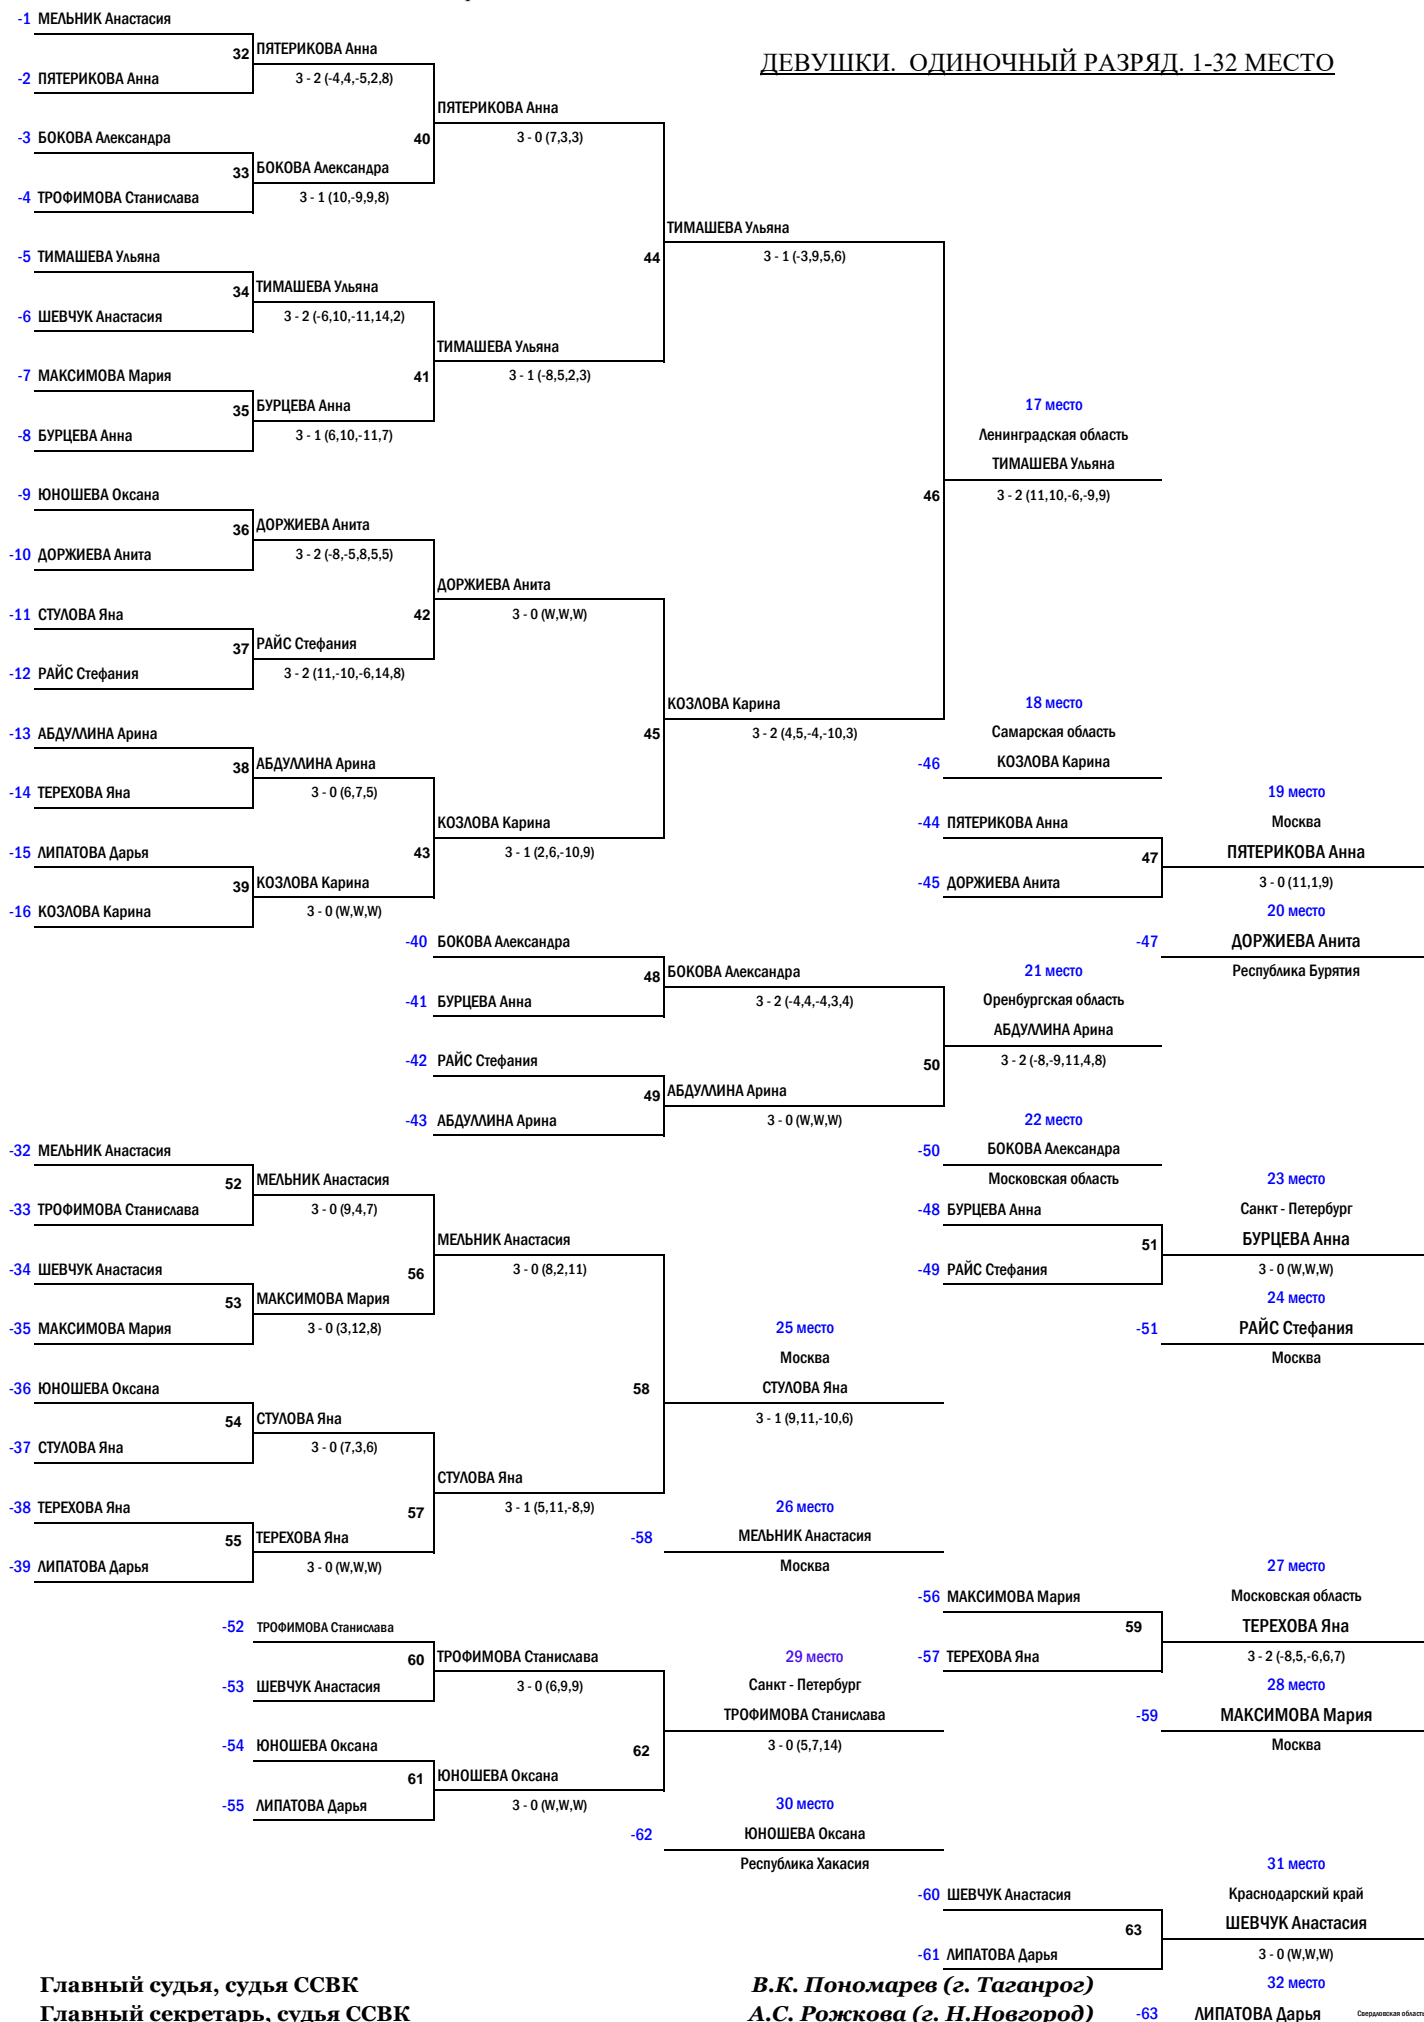 -1 МЕЛЬНИК Анастасия
32 ПЯТЕРИКОВА Анна
ДЕВУШКИ. ОДИНОЧНЫЙ РАЗРЯД. 1-32 МЕСТО
-2 ПЯТЕРИКОВА Анна
3 - 2 (-4,4,-5,2,8)
ПЯТЕРИКОВА Анна
-3 БОКОВА Александра
40
3 - 0 (7,3,3)
33 БОКОВА Александра
-4 ТРОФИМОВА Станислава
3 - 1 (10,-9,9,8)
ТИМАШЕВА Ульяна
-5 ТИМАШЕВА Ульяна
44
3 - 1 (-3,9,5,6)
34 ТИМАШЕВА Ульяна
-6 ШЕВЧУК Анастасия
3 - 2 (-6,10,-11,14,2)
ТИМАШЕВА Ульяна
-7 МАКСИМОВА Мария
41
3 - 1 (-8,5,2,3)
35 БУРЦЕВА Анна
17 место
-8 БУРЦЕВА Анна
3 - 1 (6,10,-11,7)
Ленинградская область
ТИМАШЕВА Ульяна
-9 ЮНОШЕВА Оксана
46
3 - 2 (11,10,-6,-9,9)
36 ДОРЖИЕВА Анита
-10 ДОРЖИЕВА Анита
3 - 2 (-8,-5,8,5,5)
ДОРЖИЕВА Анита
-11 СТУЛОВА Яна
42
3 - 0 (W,W,W)
37 РАЙС Стефания
-12 РАЙС Стефания
3 - 2 (11,-10,-6,14,8)
КОЗЛОВА Карина
18 место
-13 АБДУЛЛИНА Арина
45
3 - 2 (4,5,-4,-10,3)
Самарская область
38 АБДУЛЛИНА Арина
-46 КОЗЛОВА Карина
-14 ТЕРЕХОВА Яна
3 - 0 (6,7,5)
19 место
КОЗЛОВА Карина
-44 ПЯТЕРИКОВА Анна
Москва
-15 ЛИПАТОВА Дарья
43
3 - 1 (2,6,-10,9)
47
ПЯТЕРИКОВА Анна
39 КОЗЛОВА Карина
-45 ДОРЖИЕВА Анита
3 - 0 (11,1,9)
-16 КОЗЛОВА Карина
3 - 0 (W,W,W)
20 место
-40 БОКОВА Александра
-47 ДОРЖИЕВА Анита
48 БОКОВА Александра
21 место
Республика Бурятия
-41 БУРЦЕВА Анна
3 - 2 (-4,4,-4,3,4)
Оренбургская область
АБДУЛЛИНА Арина
-42 РАЙС Стефания
50
3 - 2 (-8,-9,11,4,8)
49 АБДУЛЛИНА Арина
-43 АБДУЛЛИНА Арина
3 - 0 (W,W,W)
22 место
-32 МЕЛЬНИК Анастасия
-50 БОКОВА Александра
52 МЕЛЬНИК Анастасия
Московская область
23 место
-33 ТРОФИМОВА Станислава
3 - 0 (9,4,7)
-48 БУРЦЕВА Анна
Санкт - Петербург
МЕЛЬНИК Анастасия
51
БУРЦЕВА Анна
-34 ШЕВЧУК Анастасия
56
3 - 0 (8,2,11)
-49 РАЙС Стефания
3 - 0 (W,W,W)
53 МАКСИМОВА Мария
24 место
-35 МАКСИМОВА Мария
3 - 0 (3,12,8)
25 место
-51 РАЙС Стефания
Москва
Москва
-36 ЮНОШЕВА Оксана
58
СТУЛОВА Яна
54 СТУЛОВА Яна
3 - 1 (9,11,-10,6)
-37 СТУЛОВА Яна
3 - 0 (7,3,6)
СТУЛОВА Яна
-38 ТЕРЕХОВА Яна
57
3 - 1 (5,11,-8,9)
26 место
55 ТЕРЕХОВА Яна
-58 МЕЛЬНИК Анастасия
-39 ЛИПАТОВА Дарья
3 - 0 (W,W,W)
Москва
27 место
-56 МАКСИМОВА Мария
Московская область
-52 ТРОФИМОВА Станислава
59
ТЕРЕХОВА Яна
60 ТРОФИМОВА Станислава
29 место
-57 ТЕРЕХОВА Яна
3 - 2 (-8,5,-6,6,7)
-53 ШЕВЧУК Анастасия
3 - 0 (6,9,9)
Санкт - Петербург
28 место
ТРОФИМОВА Станислава
-59 МАКСИМОВА Мария
-54 ЮНОШЕВА Оксана
62
3 - 0 (5,7,14)
Москва
61 ЮНОШЕВА Оксана
-55 ЛИПАТОВА Дарья
3 - 0 (W,W,W)
30 место
-62 ЮНОШЕВА Оксана
Республика Хакасия
31 место
-60 ШЕВЧУК Анастасия
Краснодарский край
63
ШЕВЧУК Анастасия
-61 ЛИПАТОВА Дарья
3 - 0 (W,W,W)
Главный судья, судья ССВК
В.К. Пономарев (г. Таганрог)
32 место
Главный секретарь, судья ССВК
А.С. Рожкова (г. Н.Новгород)
-63 ЛИПАТОВА Дарья
Свердловская область